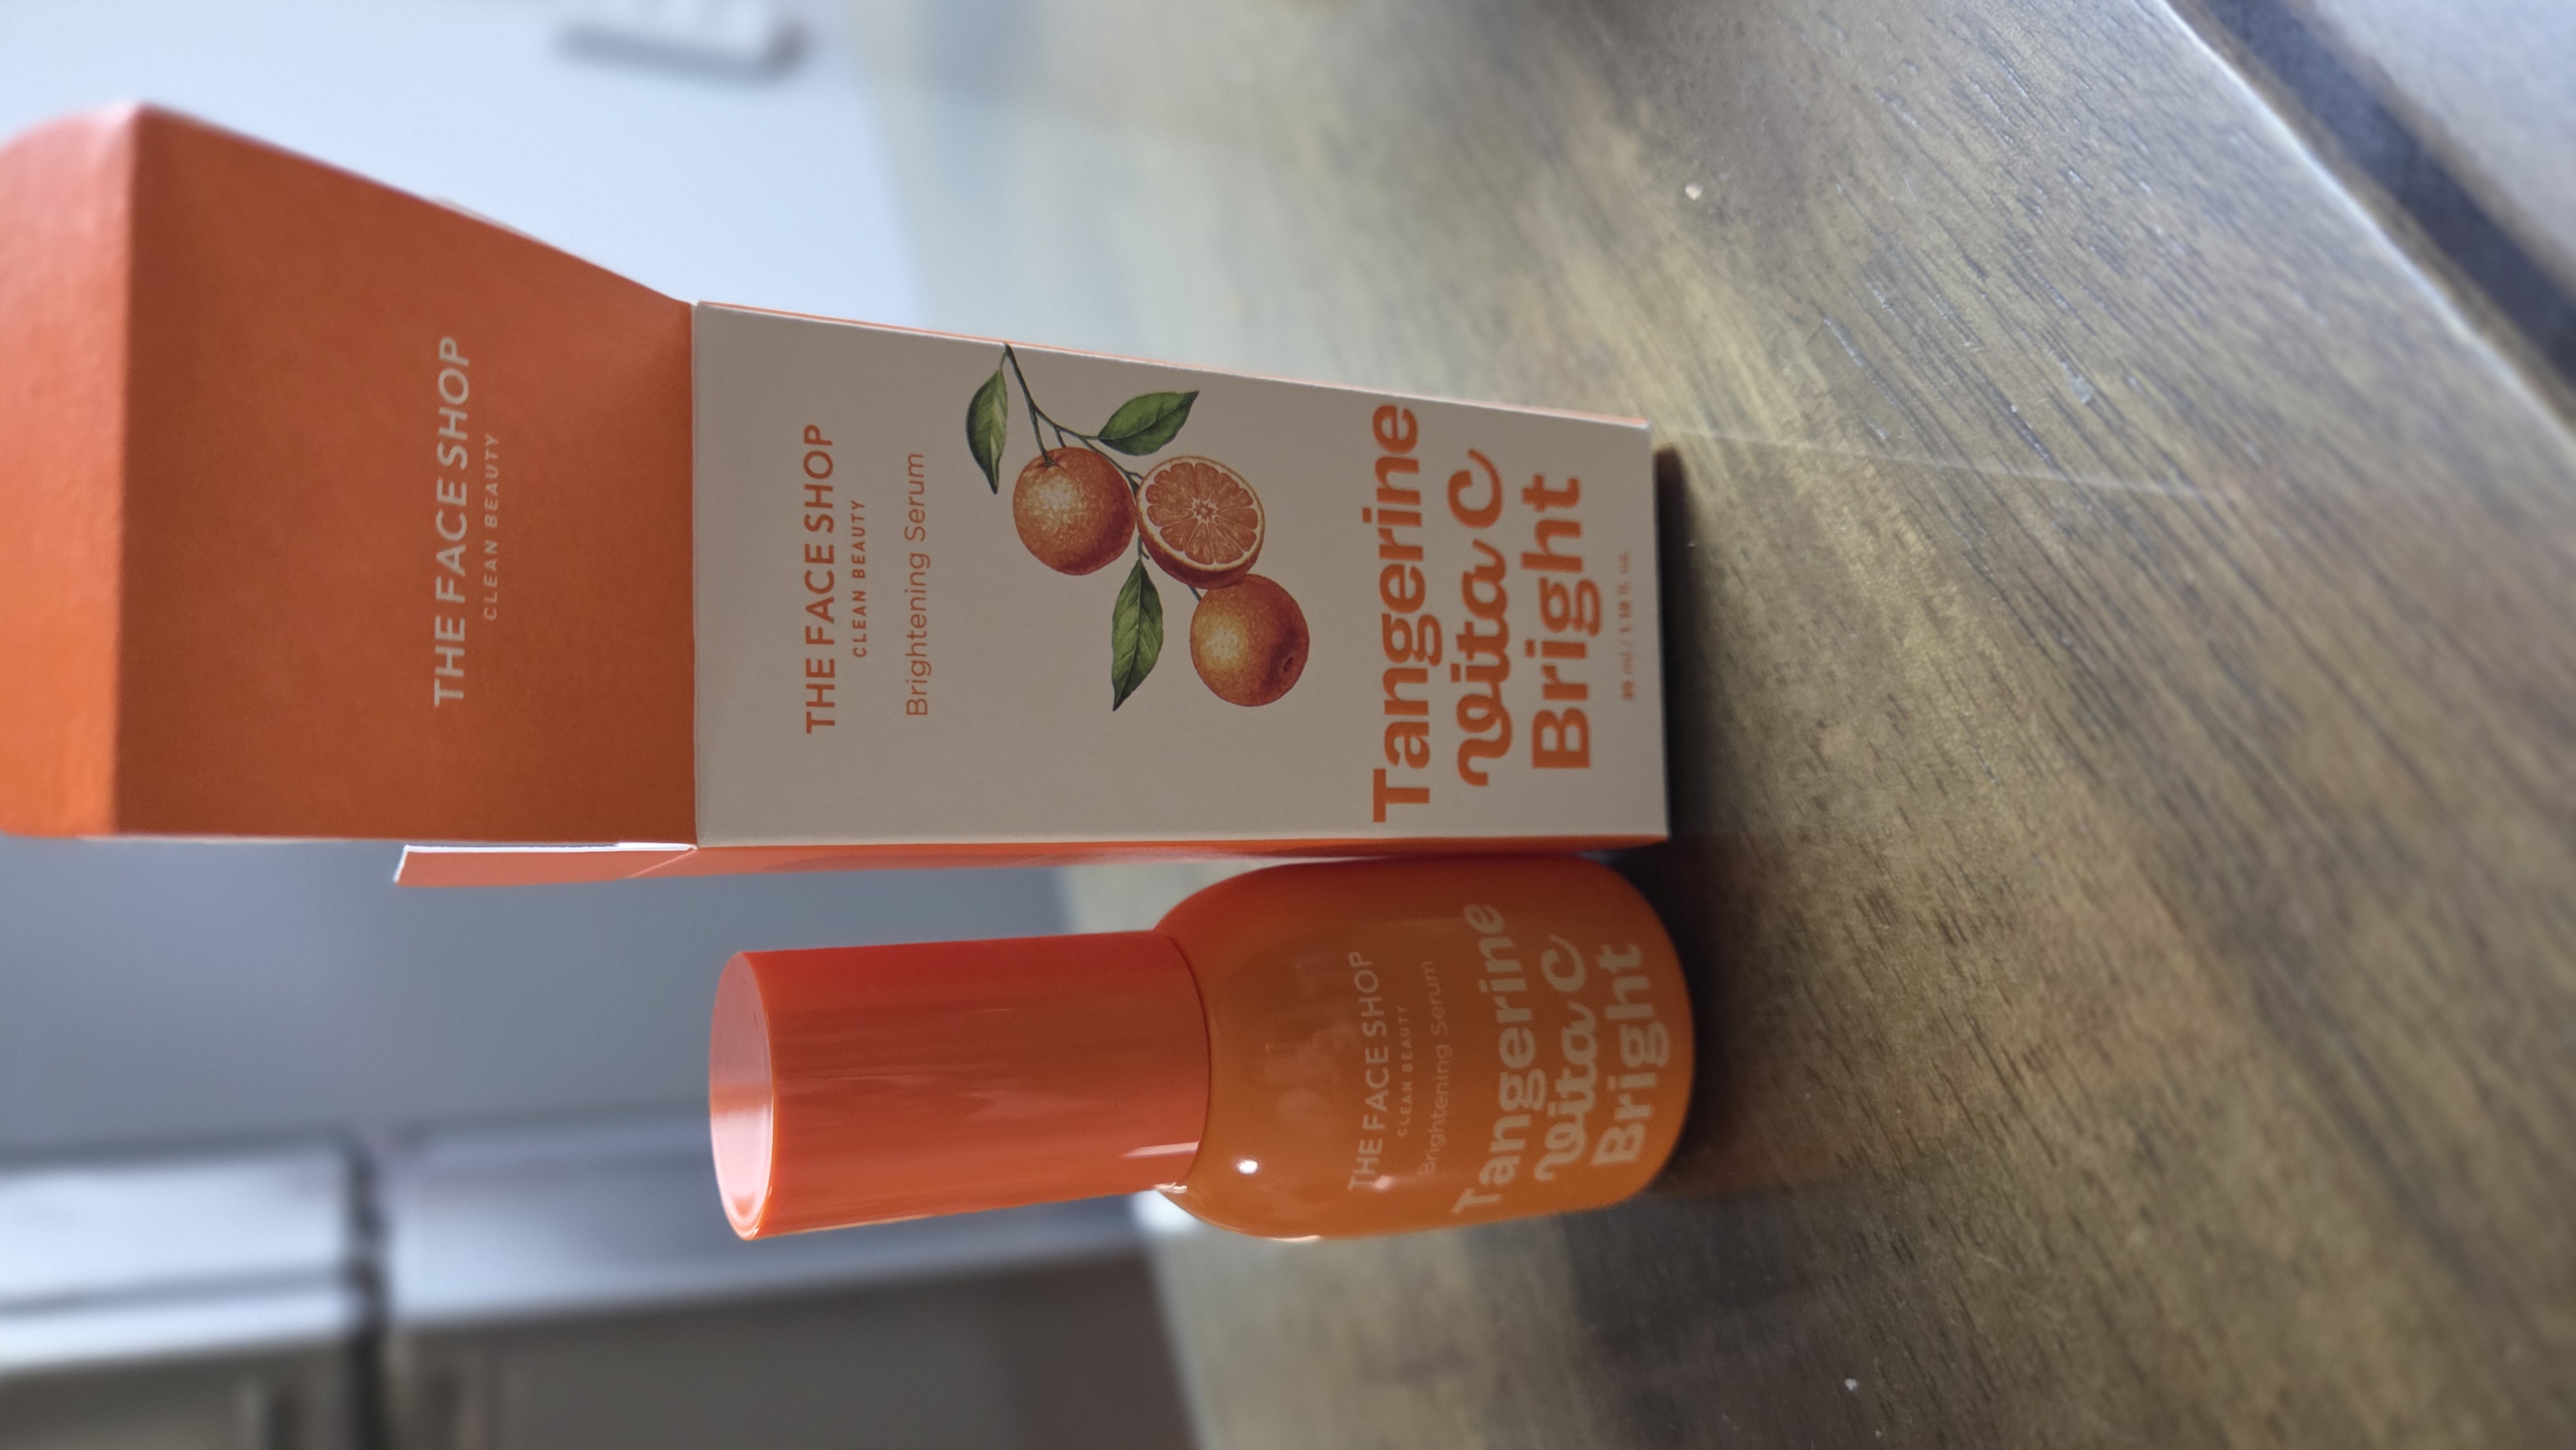 THE FACE SHOP
CLEAN BEAUTY
THE FACE SHOP
CLEAN BEAUTY
Brightening Serum
Tangerine
Vita C
Bright
THE FACE SHOP
CLEAN BEAUTY
Brightening Serum
Tangerine
Vita C
Bright